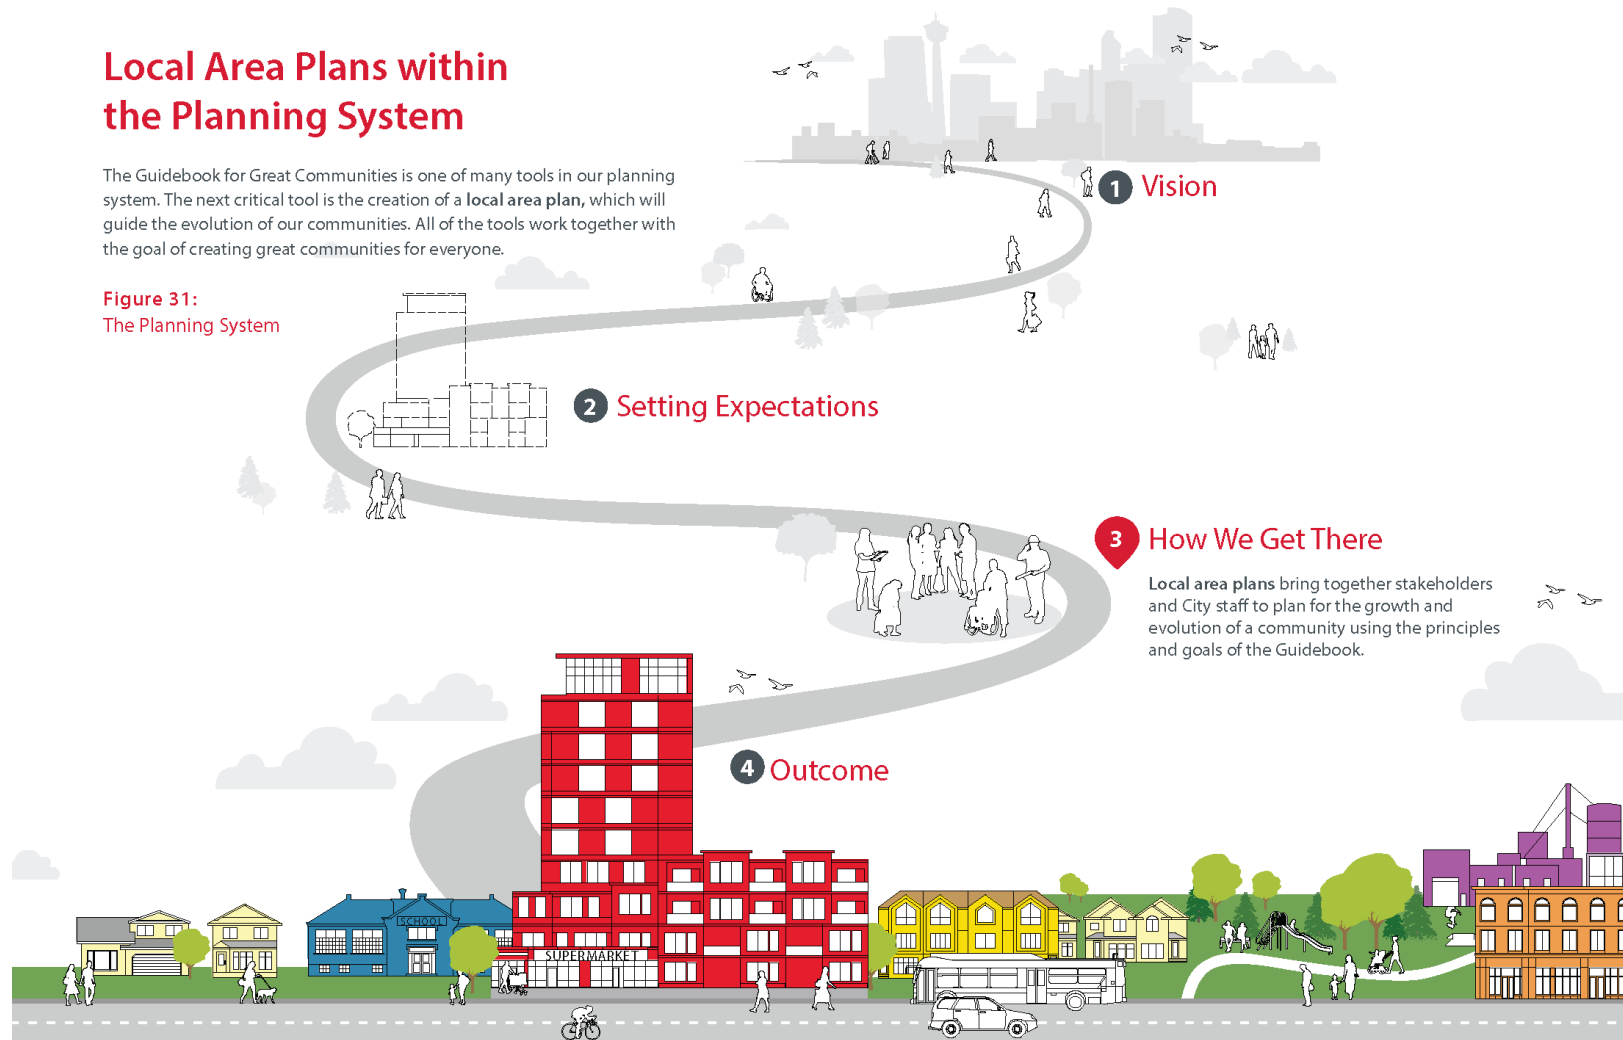 Local Area Plans within
the Planning System
The Guidebook for Great Communities is one of many tools in our planning
system. The next critical tool is the creation of a local area plan, which will
guide the evolution of our communities. All of the tools work together with
the goal of creating great communities for everyone.
Figure 31:
The Planning System
1 Vision
2 Setting Expectations
3 How We Get There
Local area plans bring together stakeholders
and City staff to plan for the growth and
evolution of a community using the principles
and goals of the Guidebook.
4 Outcome
SCHOOL
SUPERMARKET